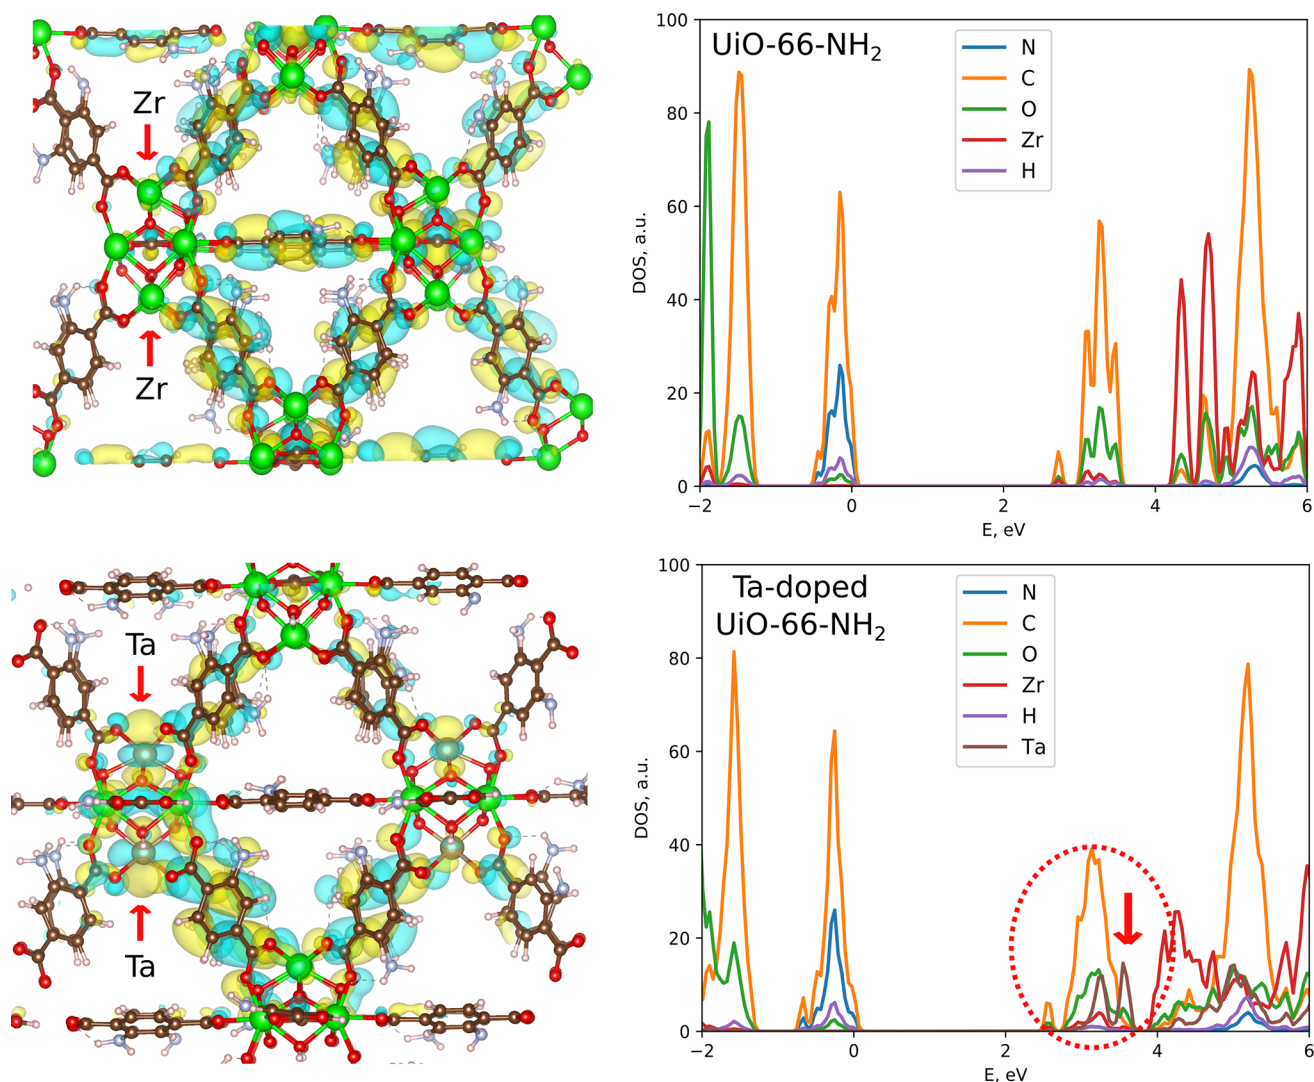 Zr
Zr
UiO-66-NH₂
N
C
O
Zr
H
100
80
60
40
20
0
DOS, a.u.
−2
0
2
4
6
E, eV
Ta
Ta
Ta-doped
UiO-66-NH₂
N
C
O
Zr
H
Ta
100
80
60
40
20
0
DOS, a.u.
−2
0
2
4
6
E, eV